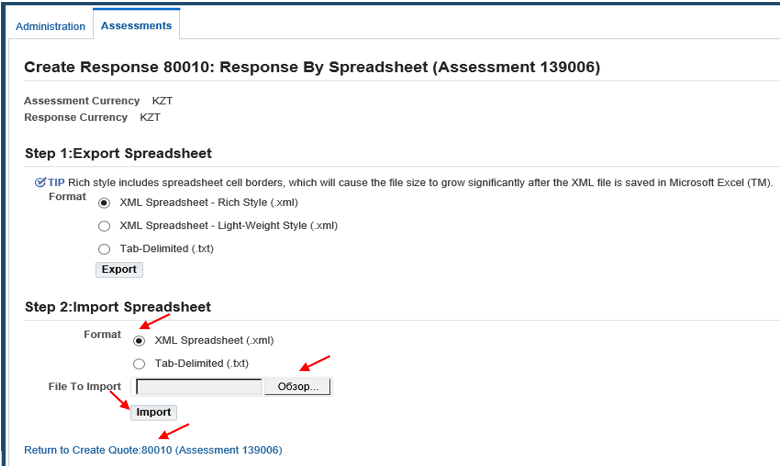 Administration Assessments
Create Response 80010: Response By Spreadsheet (Assessment 139006)
Assessment Currency KZT
Response Currency KZT
Step 1:Export Spreadsheet
TIP Rich style includes spreadsheet cell borders, which will cause the file size to grow significantly after the XML file is saved in Microsoft Excel (TM).
Format XML Spreadsheet - Rich Style (.xml)
XML Spreadsheet - Light-Weight Style (.xml)
Tab-Delimited (.txt)
Export
Step 2:Import Spreadsheet
Format XML Spreadsheet (.xml)
Tab-Delimited (.txt)
File To Import Обзор...
Import
Return to Create Quote:80010 (Assessment 139006)